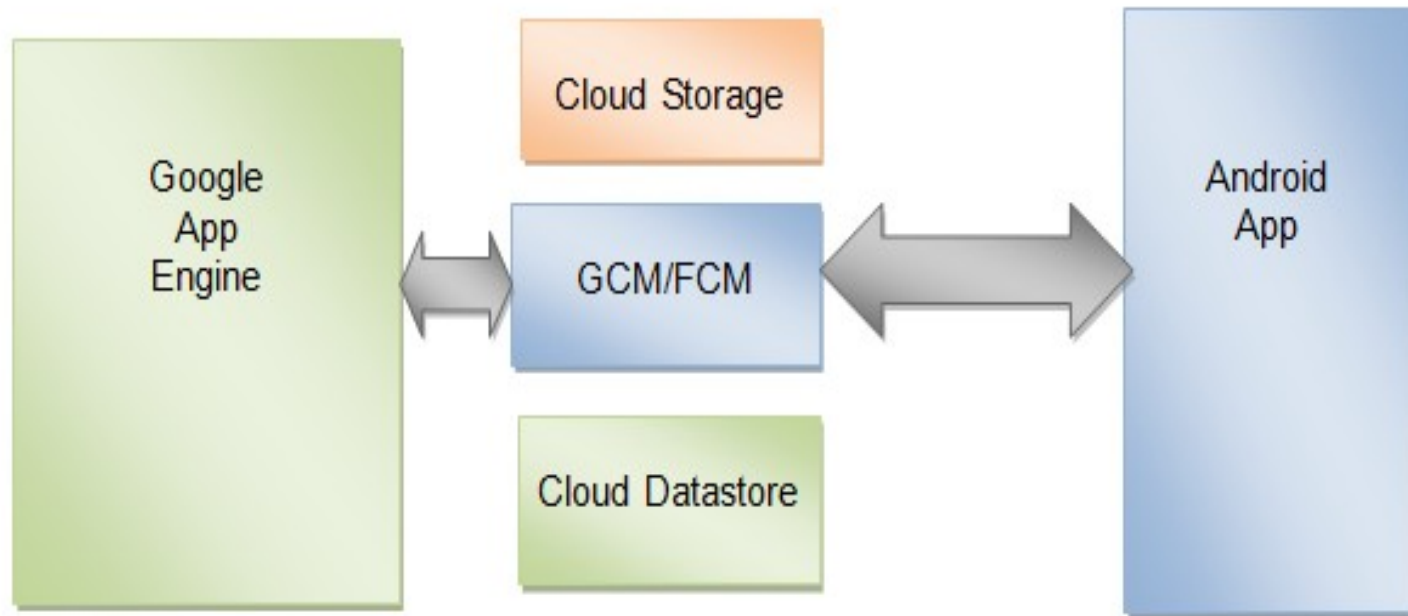 Google
App
Engine
Cloud Storage
GCM/FCM
Cloud Datastore
Android
App